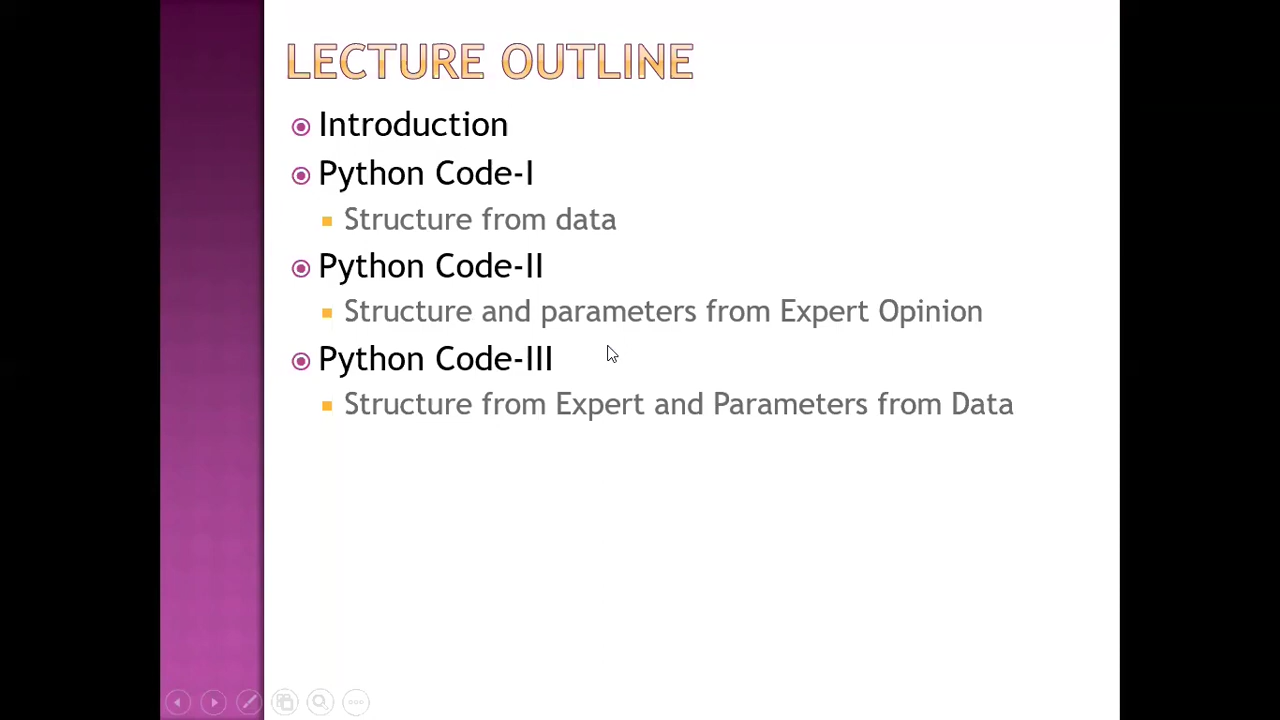 LECTURE OUTLINE
Introduction
Python Code-I
Structure from data
Python Code-II
Structure and parameters from Expert Opinion
Python Code-III
Structure from Expert and Parameters from Data